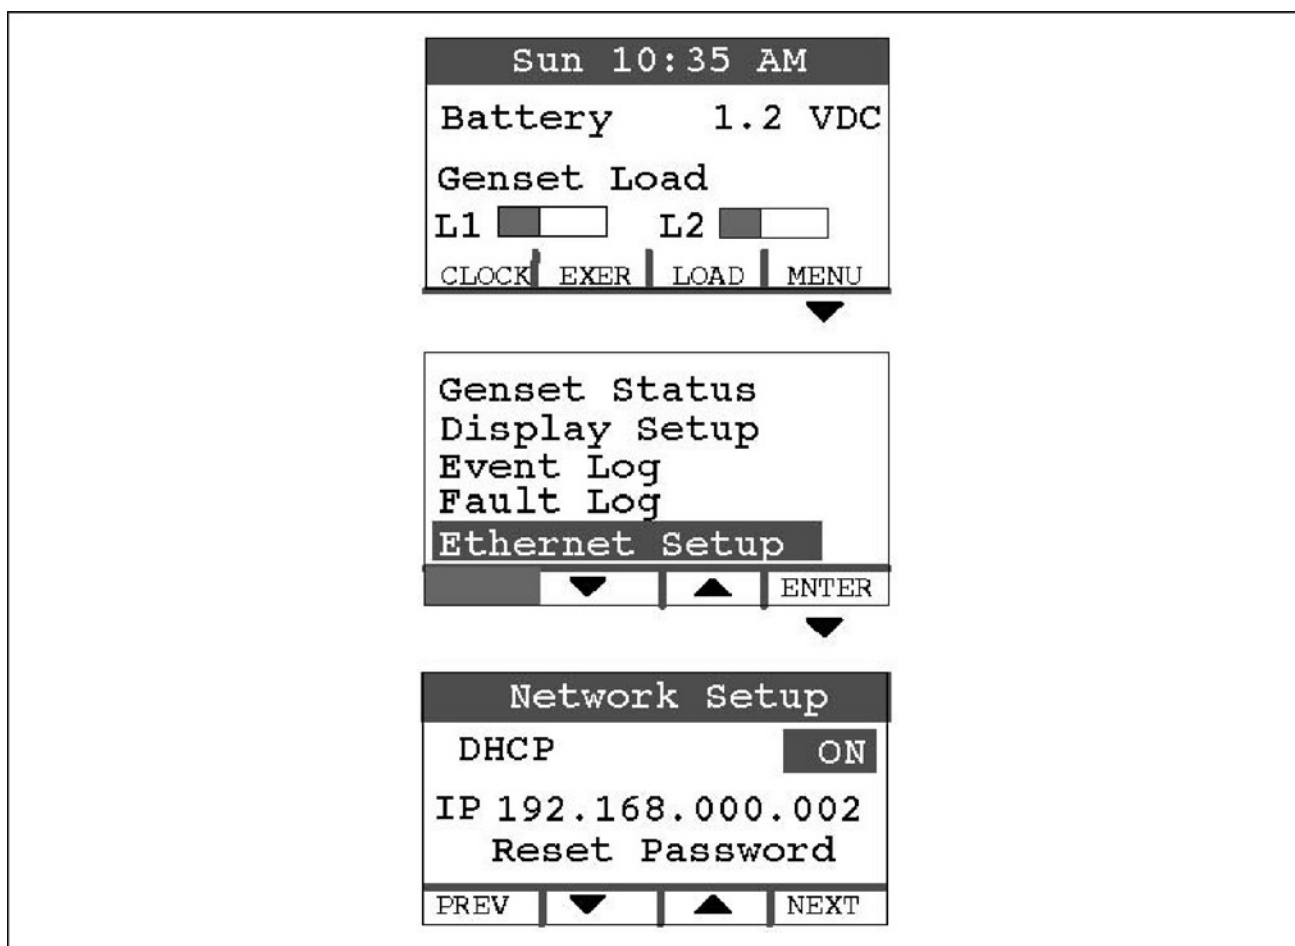 Sun 10:35 AM
Battery 1.2 VDC
Genset Load
L1 L2
CLOCK EXER LOAD MENU
Genset Status
Display Setup
Event Log
Fault Log
Ethernet Setup
ENTER
Network Setup
DHCP ON
IP 192.168.000.002
Reset Password
PREV NEXT